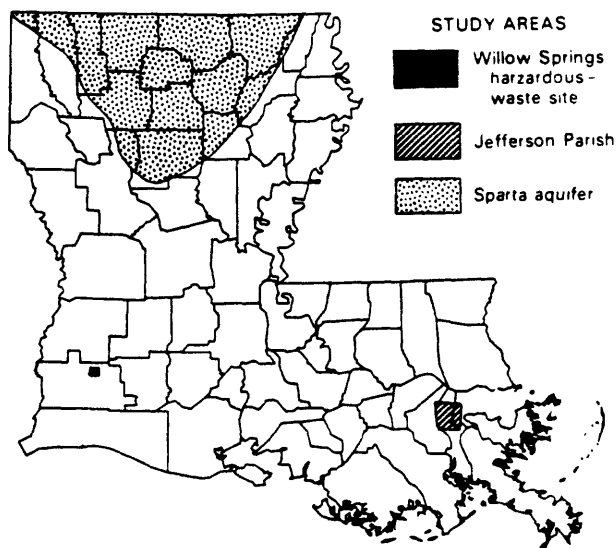 STUDY AREAS
Willow Springs
harzardous-
waste site
Jefferson Parish
Sparta aquifer